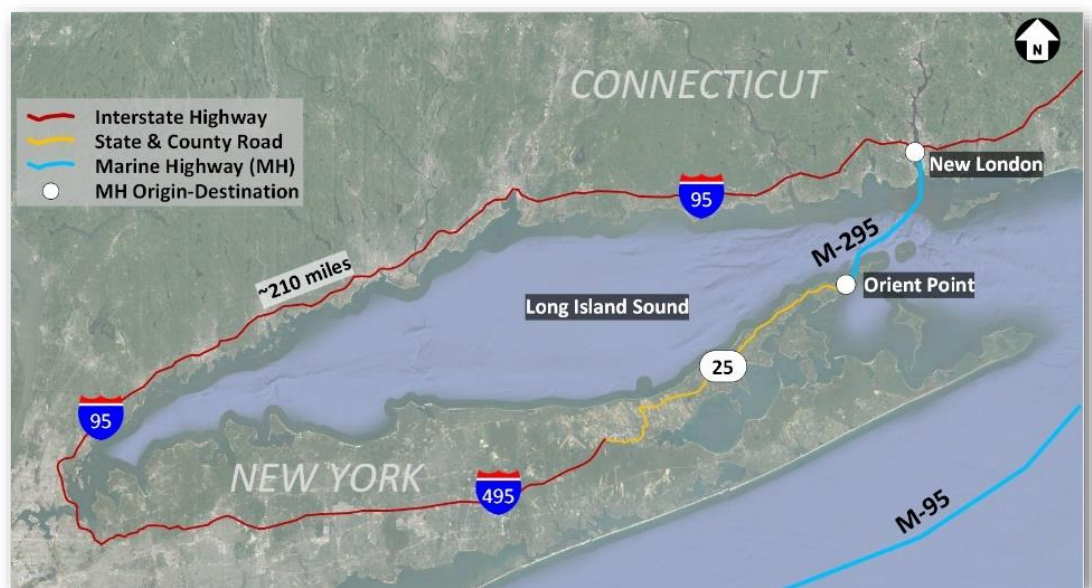 N
CONNECTICUT
Interstate Highway
State & County Road
Marine Highway (MH)
MH Origin-Destination
New London
95
M-295
~210 miles
Orient Point
Long Island Sound
25
95
NEW YORK
495
M-95